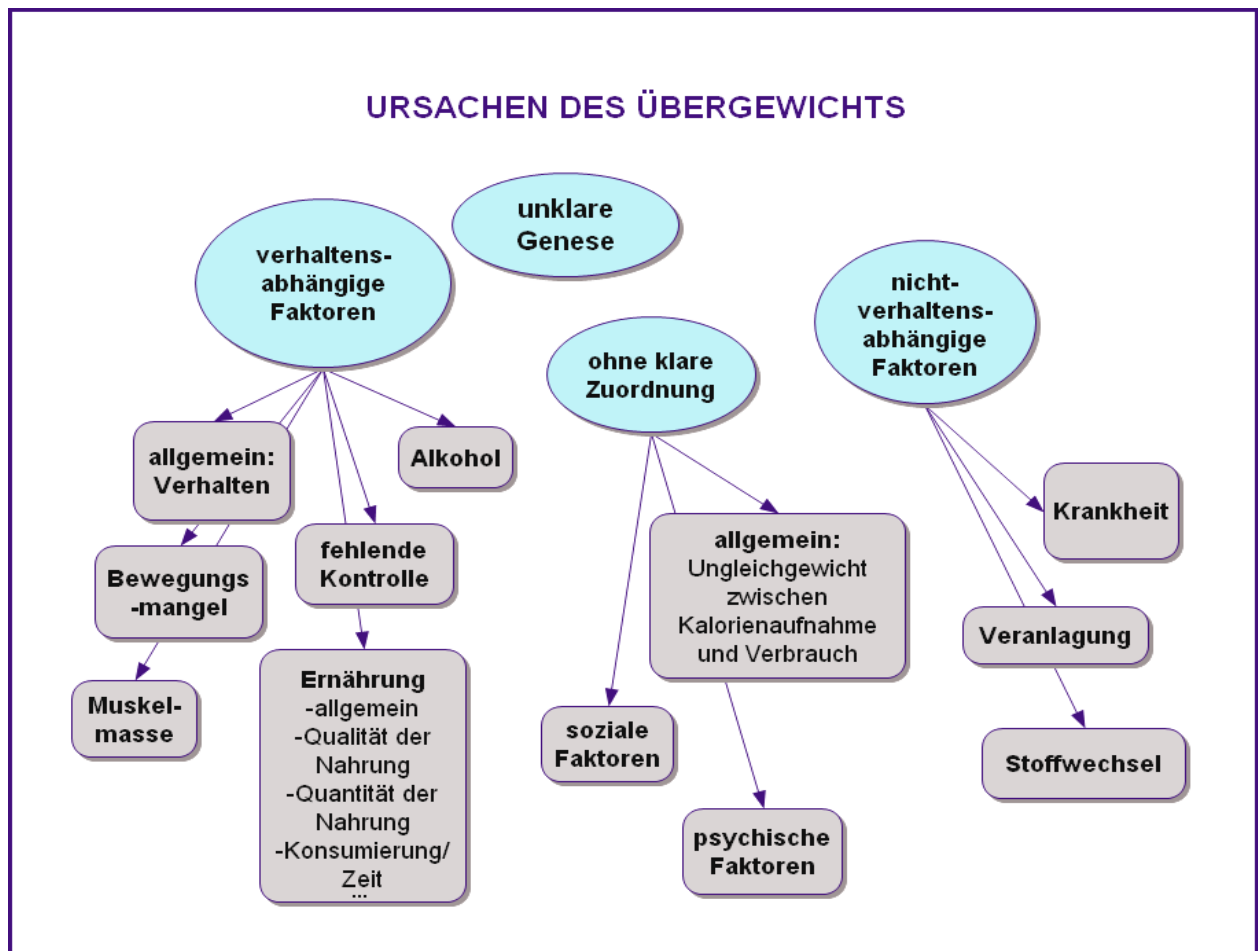 URSACHEN DES ÜBERGEWICHTS
unklare
Genese
verhaltens-
abhängige
Faktoren
nicht-
verhaltens-
abhängige
Faktoren
ohne klare
Zuordnung
allgemein:
Verhalten
Alkohol
Bewegungs
-mangel
fehlende
Kontrolle
Muskel-
masse
Ernährung
-allgemein
-Qualität der
Nahrung
-Quantität der
Nahrung
-Konsumierung/
Zeit
...
allgemein:
Ungleichgewicht
zwischen
Kalorienaufnahme
und Verbrauch
soziale
Faktoren
psychische
Faktoren
Krankheit
Veranlagung
Stoffwechsel